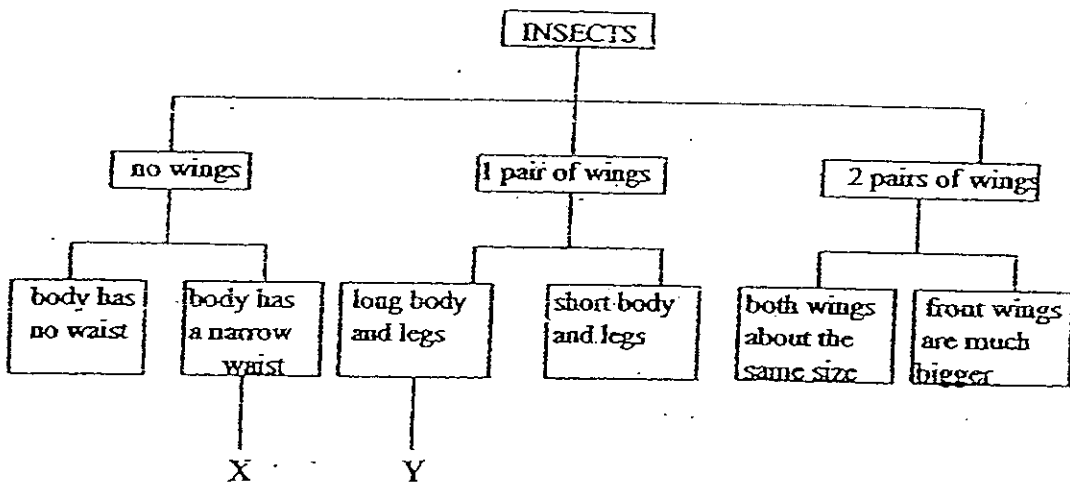 INSECTS
no wings
1 pair of wings
2 pairs of wings
body has
no waist
body has
a narrow
waist
long body
and legs
short body
and legs
both wings
about the
same size
front wings
are much
bigger
X
Y